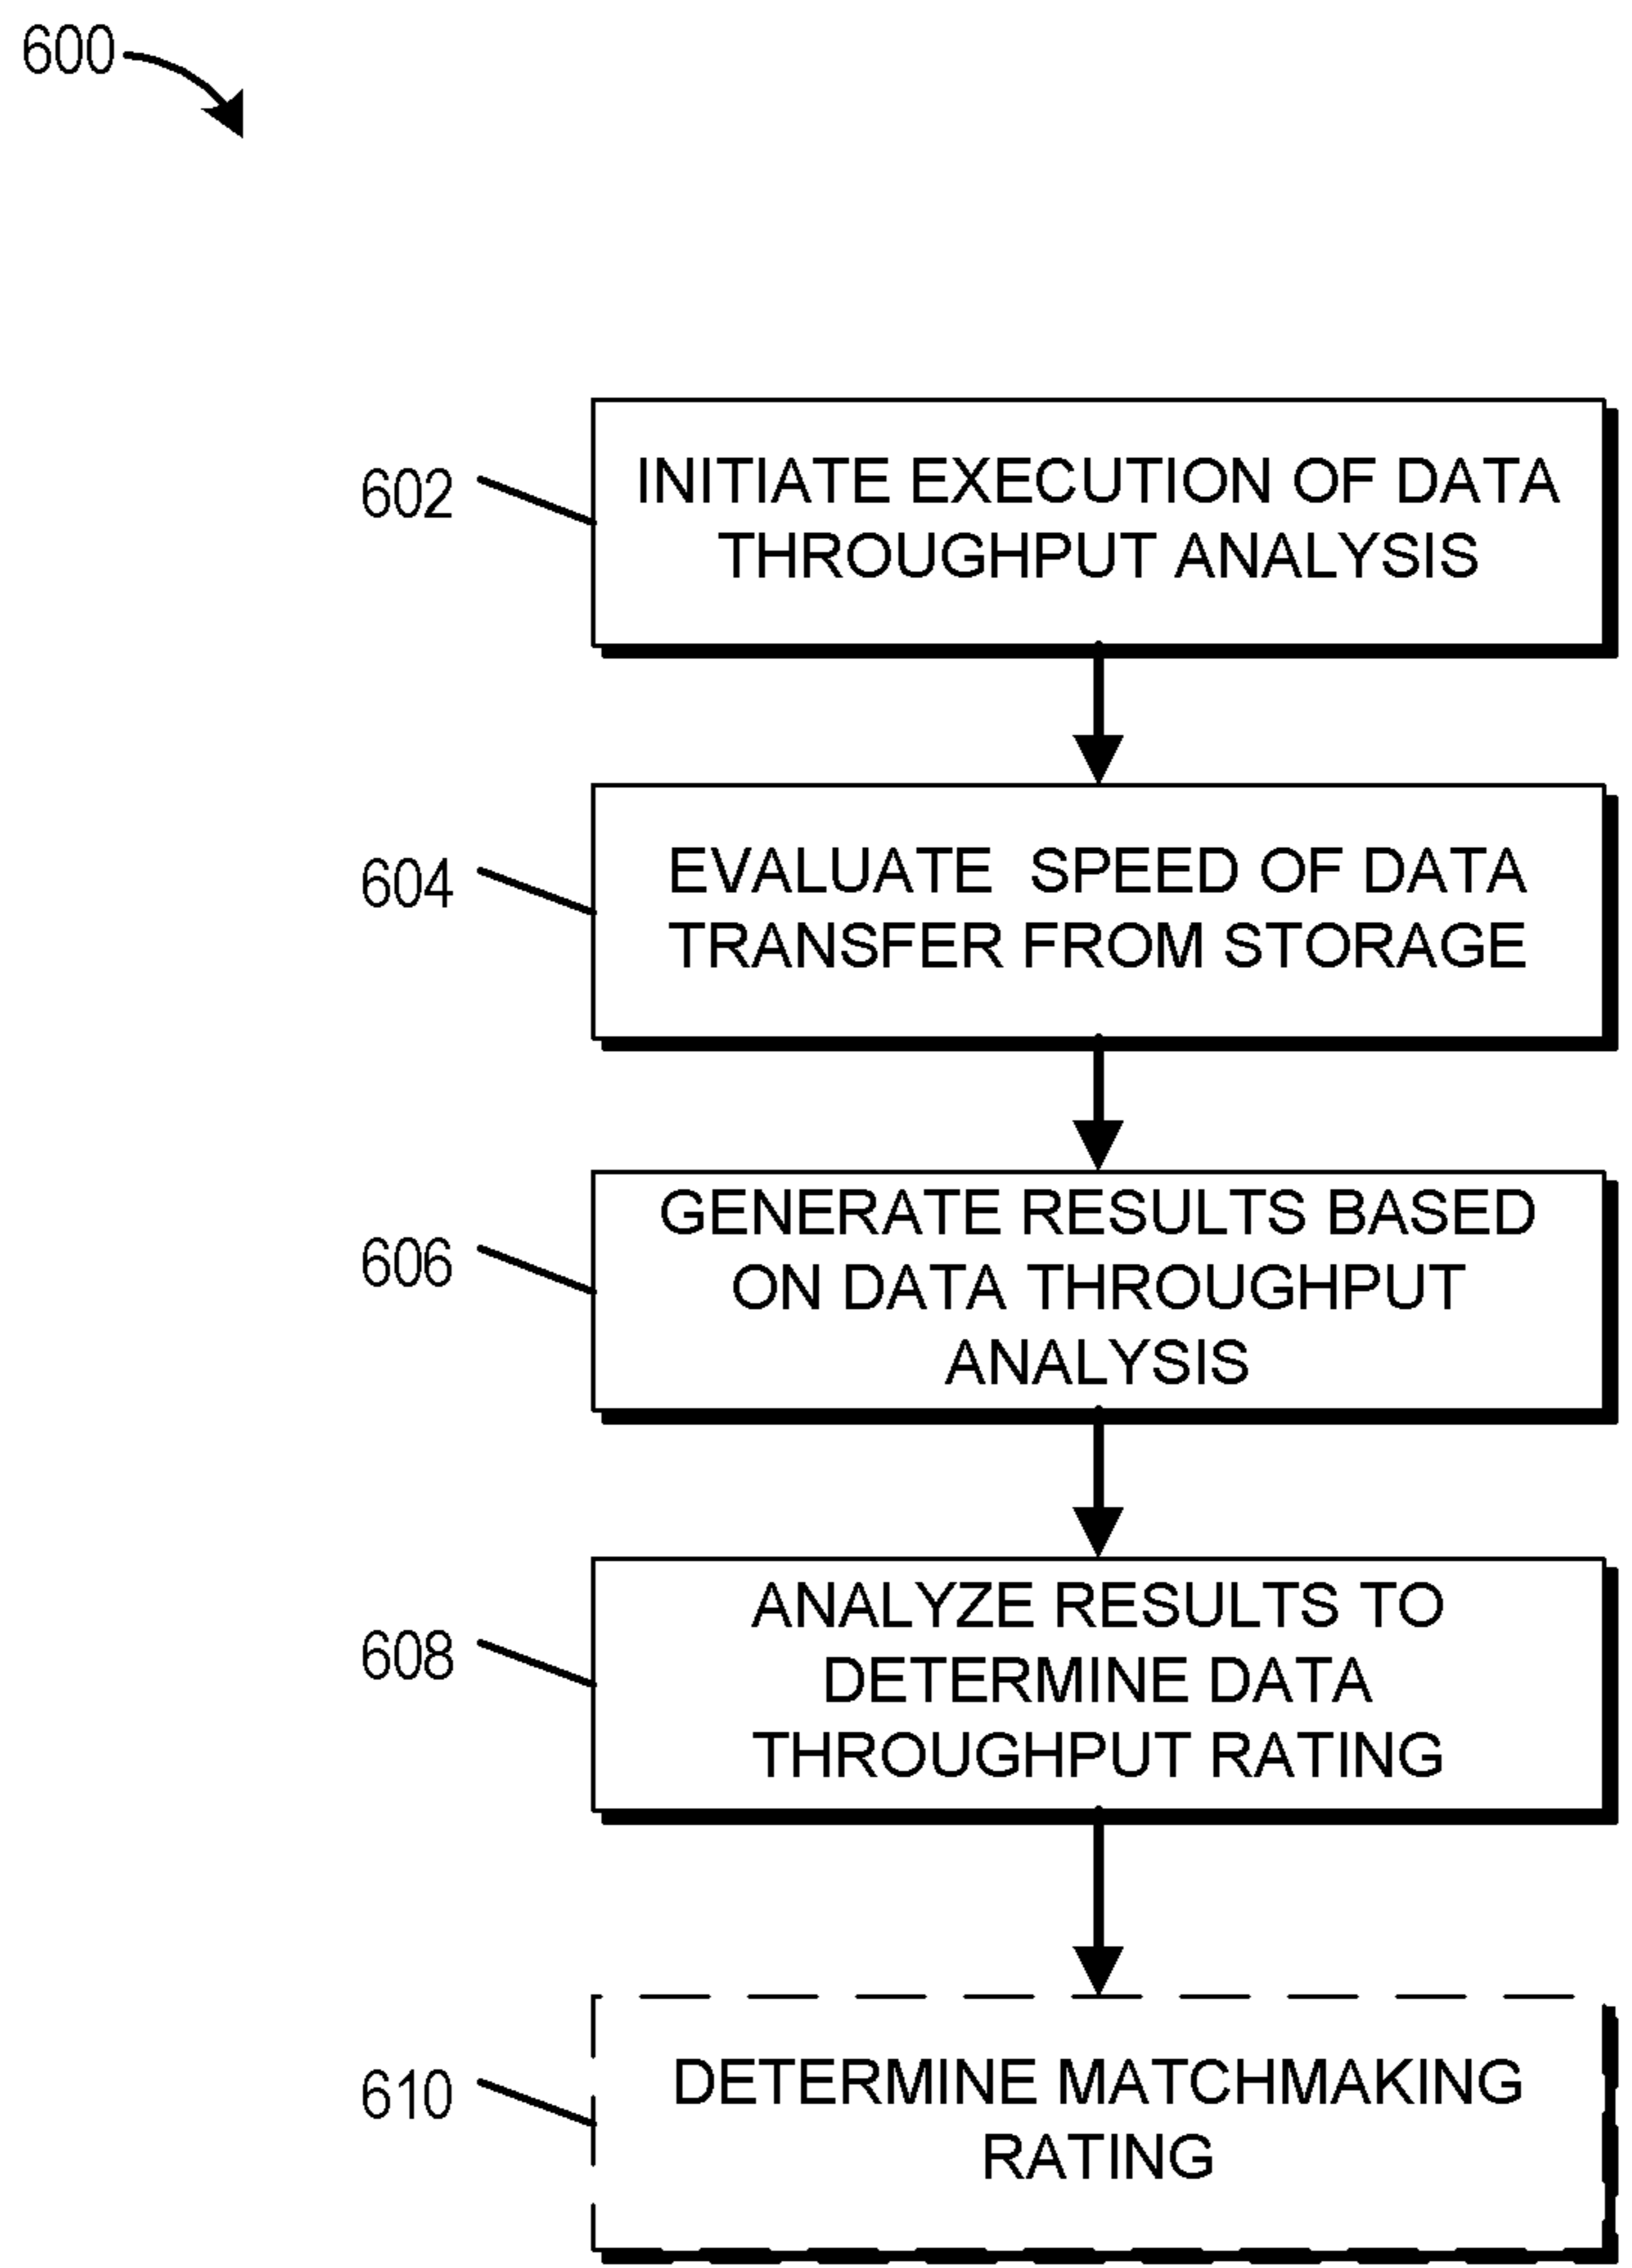 600
602
INITIATE EXECUTION OF DATA
THROUGHPUT ANALYSIS
604
EVALUATE SPEED OF DATA
TRANSFER FROM STORAGE
606
GENERATE RESULTS BASED
ON DATA THROUGHPUT
ANALYSIS
608
ANALYZE RESULTS TO
DETERMINE DATA
THROUGHPUT RATING
610
DETERMINE MATCHMAKING
RATING